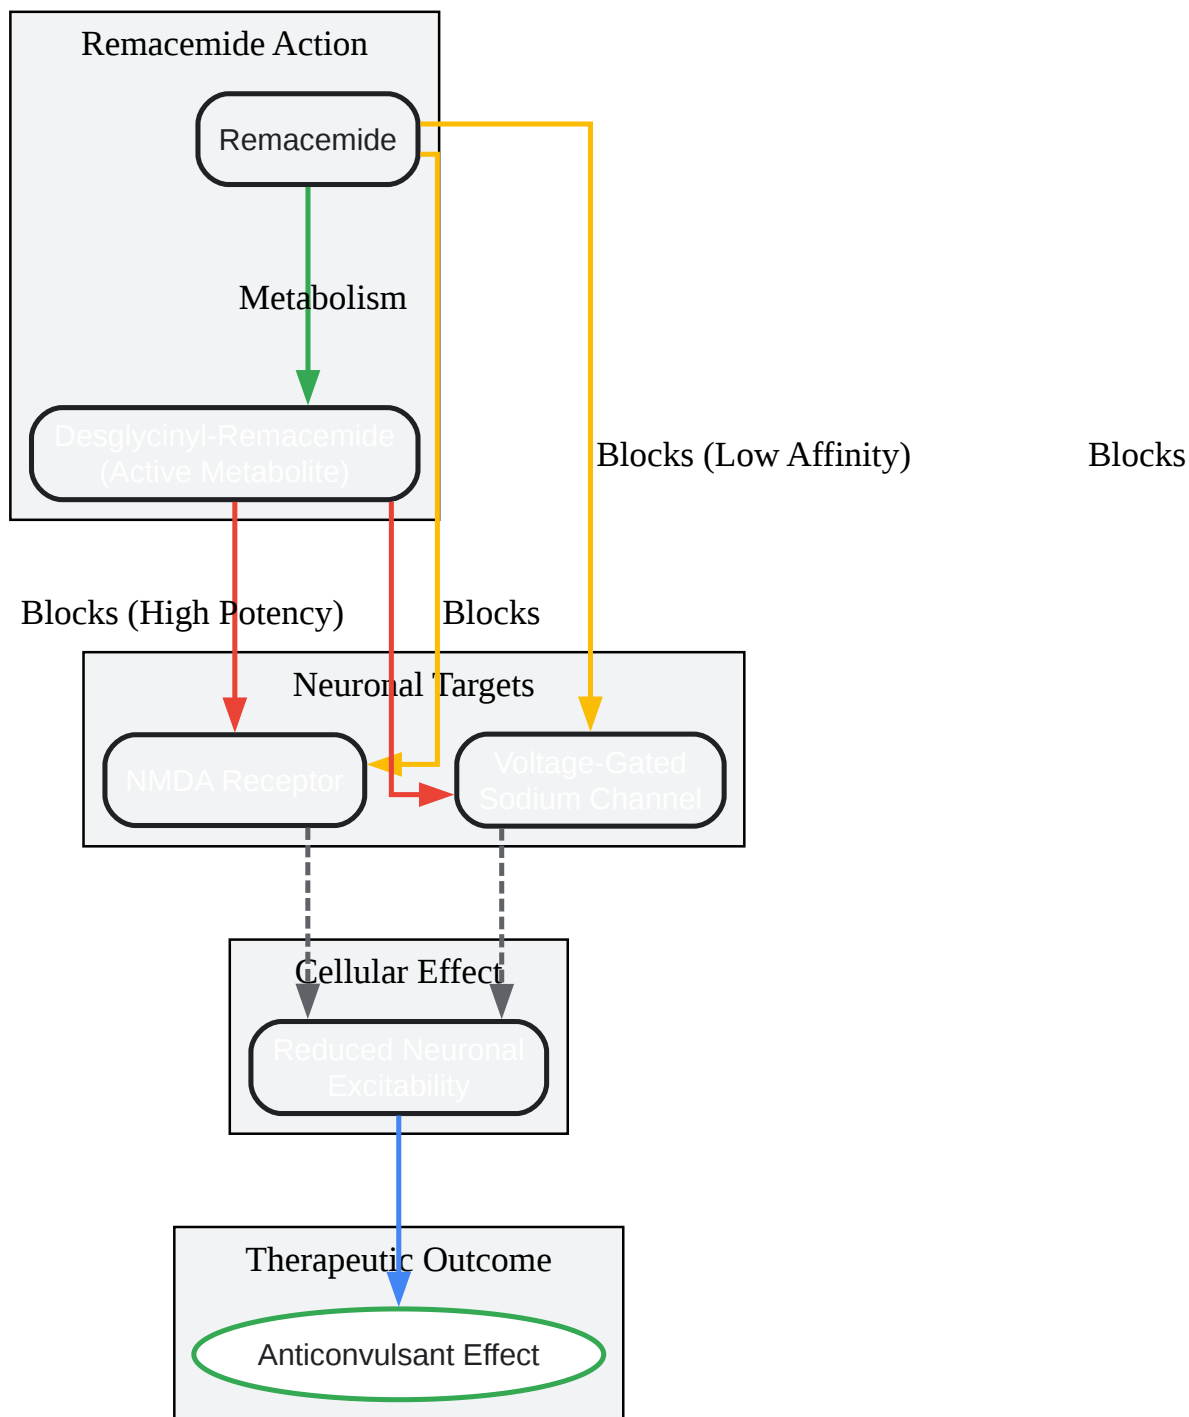 Remacemide Action
Remacemide
Metabolism
Desglycinyl-Remacemide
(Active Metabolite)
Blocks (Low Affinity)
Blocks
Blocks (High Potency)
Blocks
Neuronal Targets
NMDA Receptor
Voltage-Gated
Sodium Channel
Cellular Effect
Reduced Neuronal
Excitability
Therapeutic Outcome
Anticonvulsant Effect